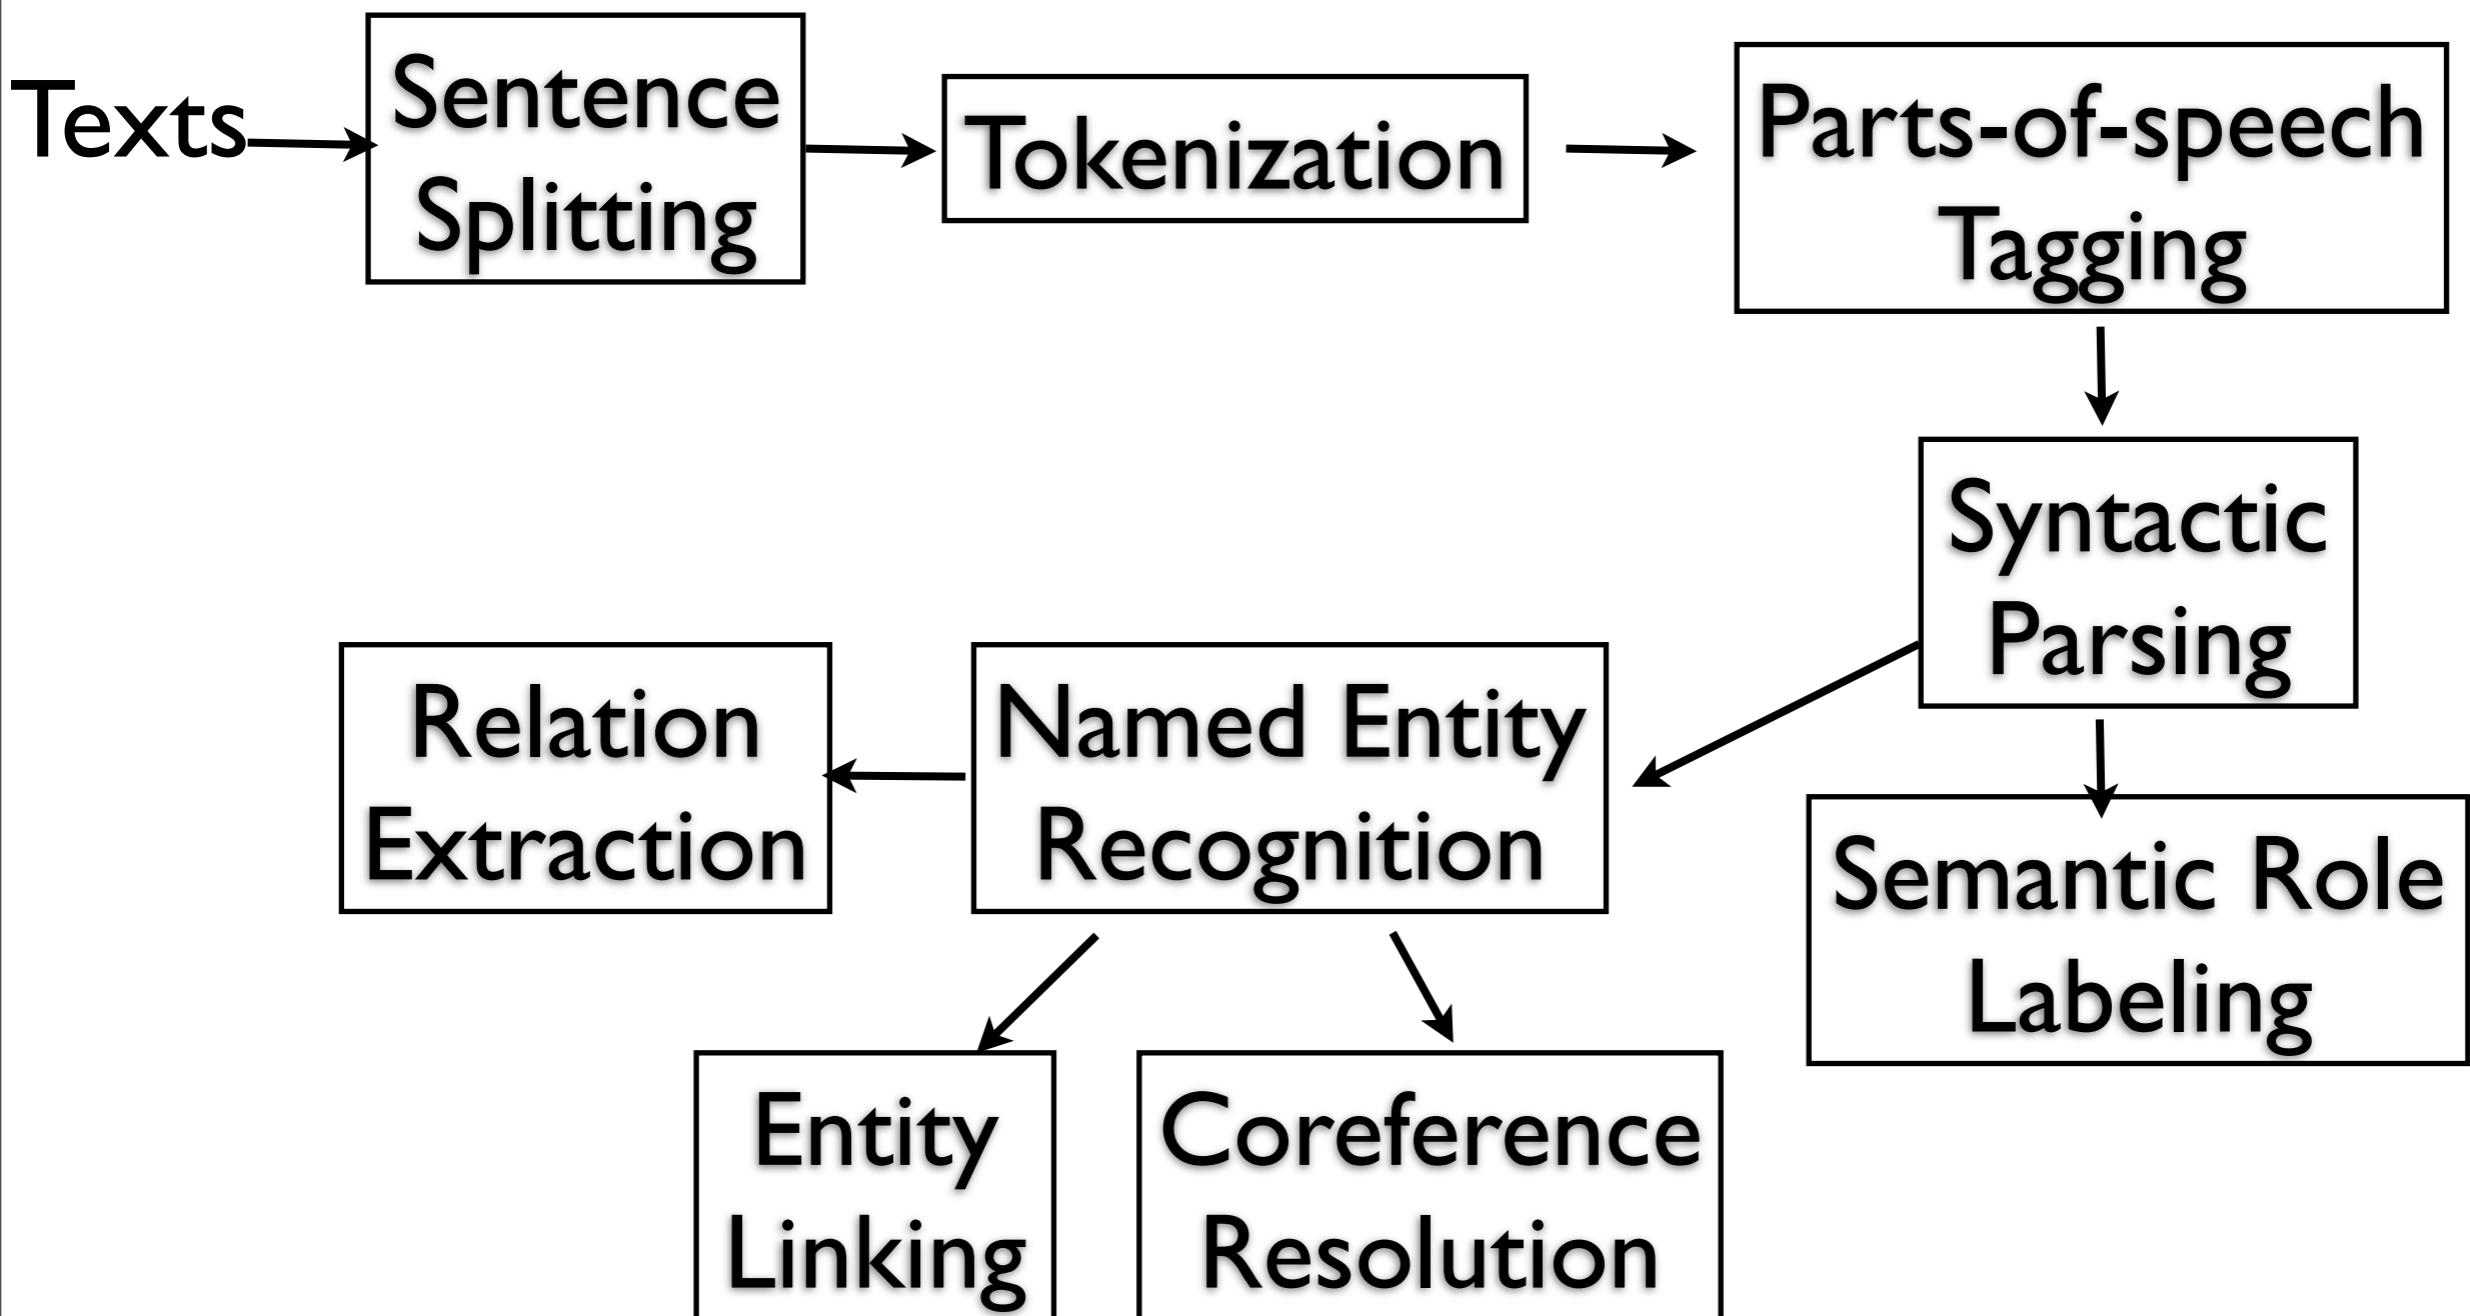 Texts
Sentence
Splitting
Tokenization
Parts-of-speech
Tagging
Syntactic
Parsing
Relation
Extraction
Named Entity
Recognition
Semantic Role
Labeling
Entity
Linking
Coreference
Resolution